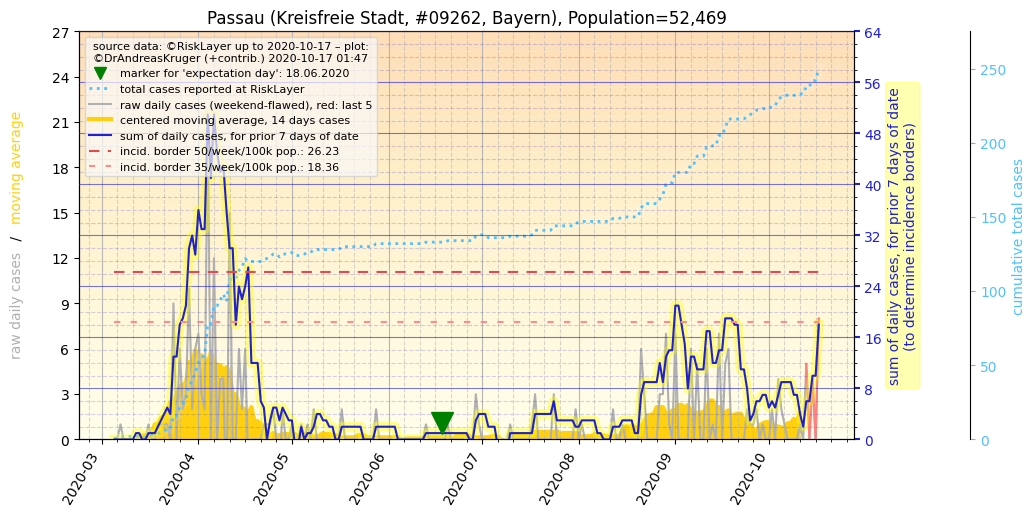 Passau (Kreisfreie Stadt, #09262, Bayern), Population=52,469
source data: ©RiskLayer up to 2020-10-17 – plot:
©DrAndreasKruger (+contrib.) 2020-10-17 01:47
marker for 'expectation day': 18.06.2020
total cases reported at RiskLayer
raw daily cases (weekend-flawed), red: last 5
centered moving average, 14 days cases
sum of daily cases, for prior 7 days of date
incid. border 50/week/100k pop.: 26.23
incid. border 35/week/100k pop.: 18.36
raw daily cases / moving average
27
24
21
18
15
12
9
6
3
0
2020-03
2020-04
2020-05
2020-06
2020-07
2020-08
2020-09
2020-10
64
56
48
40
32
24
16
8
0
sum of daily cases, for prior 7 days of date
(to determine incidence borders)
250
200
150
100
50
0
cumulative total cases